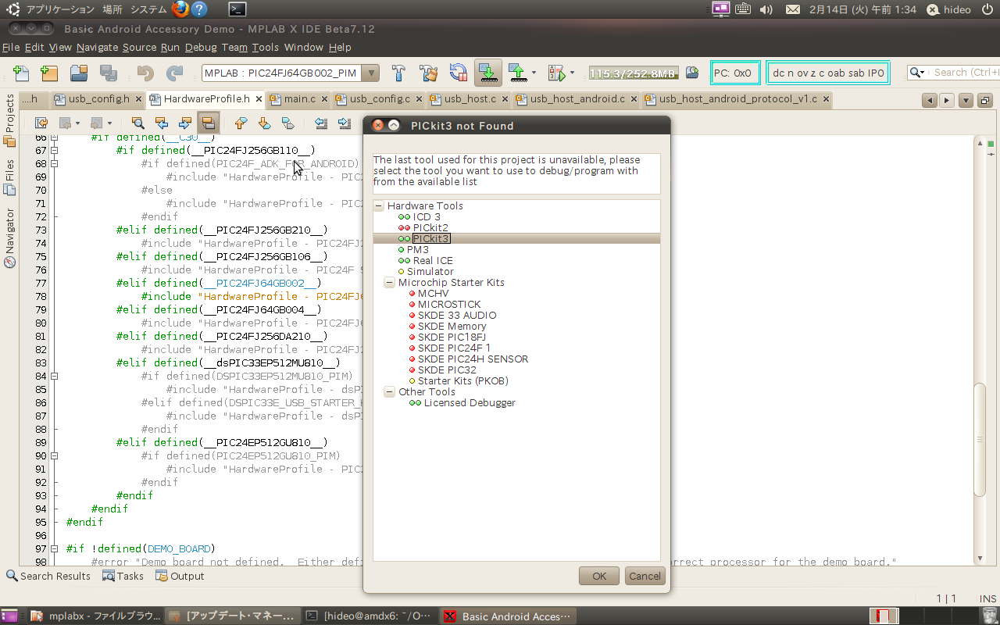 アプリケーション 場所 システム 2月14日 (火) 午前 1:34 hideo
Basic Android Accessory Demo - MPLAB X IDE Beta7.12
File Edit View Navigate Source Run Debug Team Tools Window Help
MPLAB : PIC24FJ64GB002_PIM 115.3/252.8MB PC: 0x0 dc n ov z c oab sab IP0 Search (Ctrl+I
....h usb_config.h HardwareProfile.h main.c usb_config.c usb_host.c usb_host_android.c usb_host_android_protocol_v1.c
Projects
Files
Navigator
66 #if defined(__C30__)
67 #if defined(__PIC24FJ256GB110__)
68 #if defined(PIC24F_ADK_FOR_ANDROID)
69 #include "HardwareProfile - PIC2
70 #else
71 #include "HardwareProfile - PIC2
72 #endif
73 #elif defined(__PIC24FJ256GB210__)
74 #include "HardwareProfile - PIC24FJ2
75 #elif defined(__PIC24FJ256GB106__)
76 #include "HardwareProfile - PIC24F S
77 #elif defined(__PIC24FJ64GB002__)
78 #include "HardwareProfile - PIC24FJ6
79 #elif defined(__PIC24FJ64GB004__)
80 #include "HardwareProfile - PIC24FJ6
81 #elif defined(__PIC24FJ256DA210__)
82 #include "HardwareProfile - PIC24FJ2
83 #elif defined(__dsPIC33EP512MU810__)
84 #if defined(DSPIC33EP512MU810_PIM)
85 #include "HardwareProfile - dsPI
86 #elif defined(DSPIC33E_USB_STARTER_K
87 #include "HardwareProfile - dsPI
88 #endif
89 #elif defined(__PIC24EP512GU810__)
90 #if defined(PIC24EP512GU810_PIM)
91 #include "HardwareProfile - PIC2
92 #endif
93 #endif
94 #endif
95 #endif
96
97 #if !defined(DEMO_BOARD)
98 #error "Demo board not defined. Either defi rrect processor for the demo board."
PICkit3 not Found
The last tool used for this project is unavailable, please
select the tool you want to use to debug/program with
from the available list
Hardware Tools
ICD 3
PICkit2
PICkit3
PM3
Real ICE
Simulator
Microchip Starter Kits
MCHV
MICROSTICK
SKDE 33 AUDIO
SKDE Memory
SKDE PIC18FJ
SKDE PIC24F 1
SKDE PIC24H SENSOR
SKDE PIC32
Starter Kits (PKOB)
Other Tools
Licensed Debugger
OK Cancel
Search Results Tasks Output
1 | 1 INS
mplabx - ファイルブラウ... [アップデート・マネー... [hideo@amdx6: ~/O... Basic Android Acces...